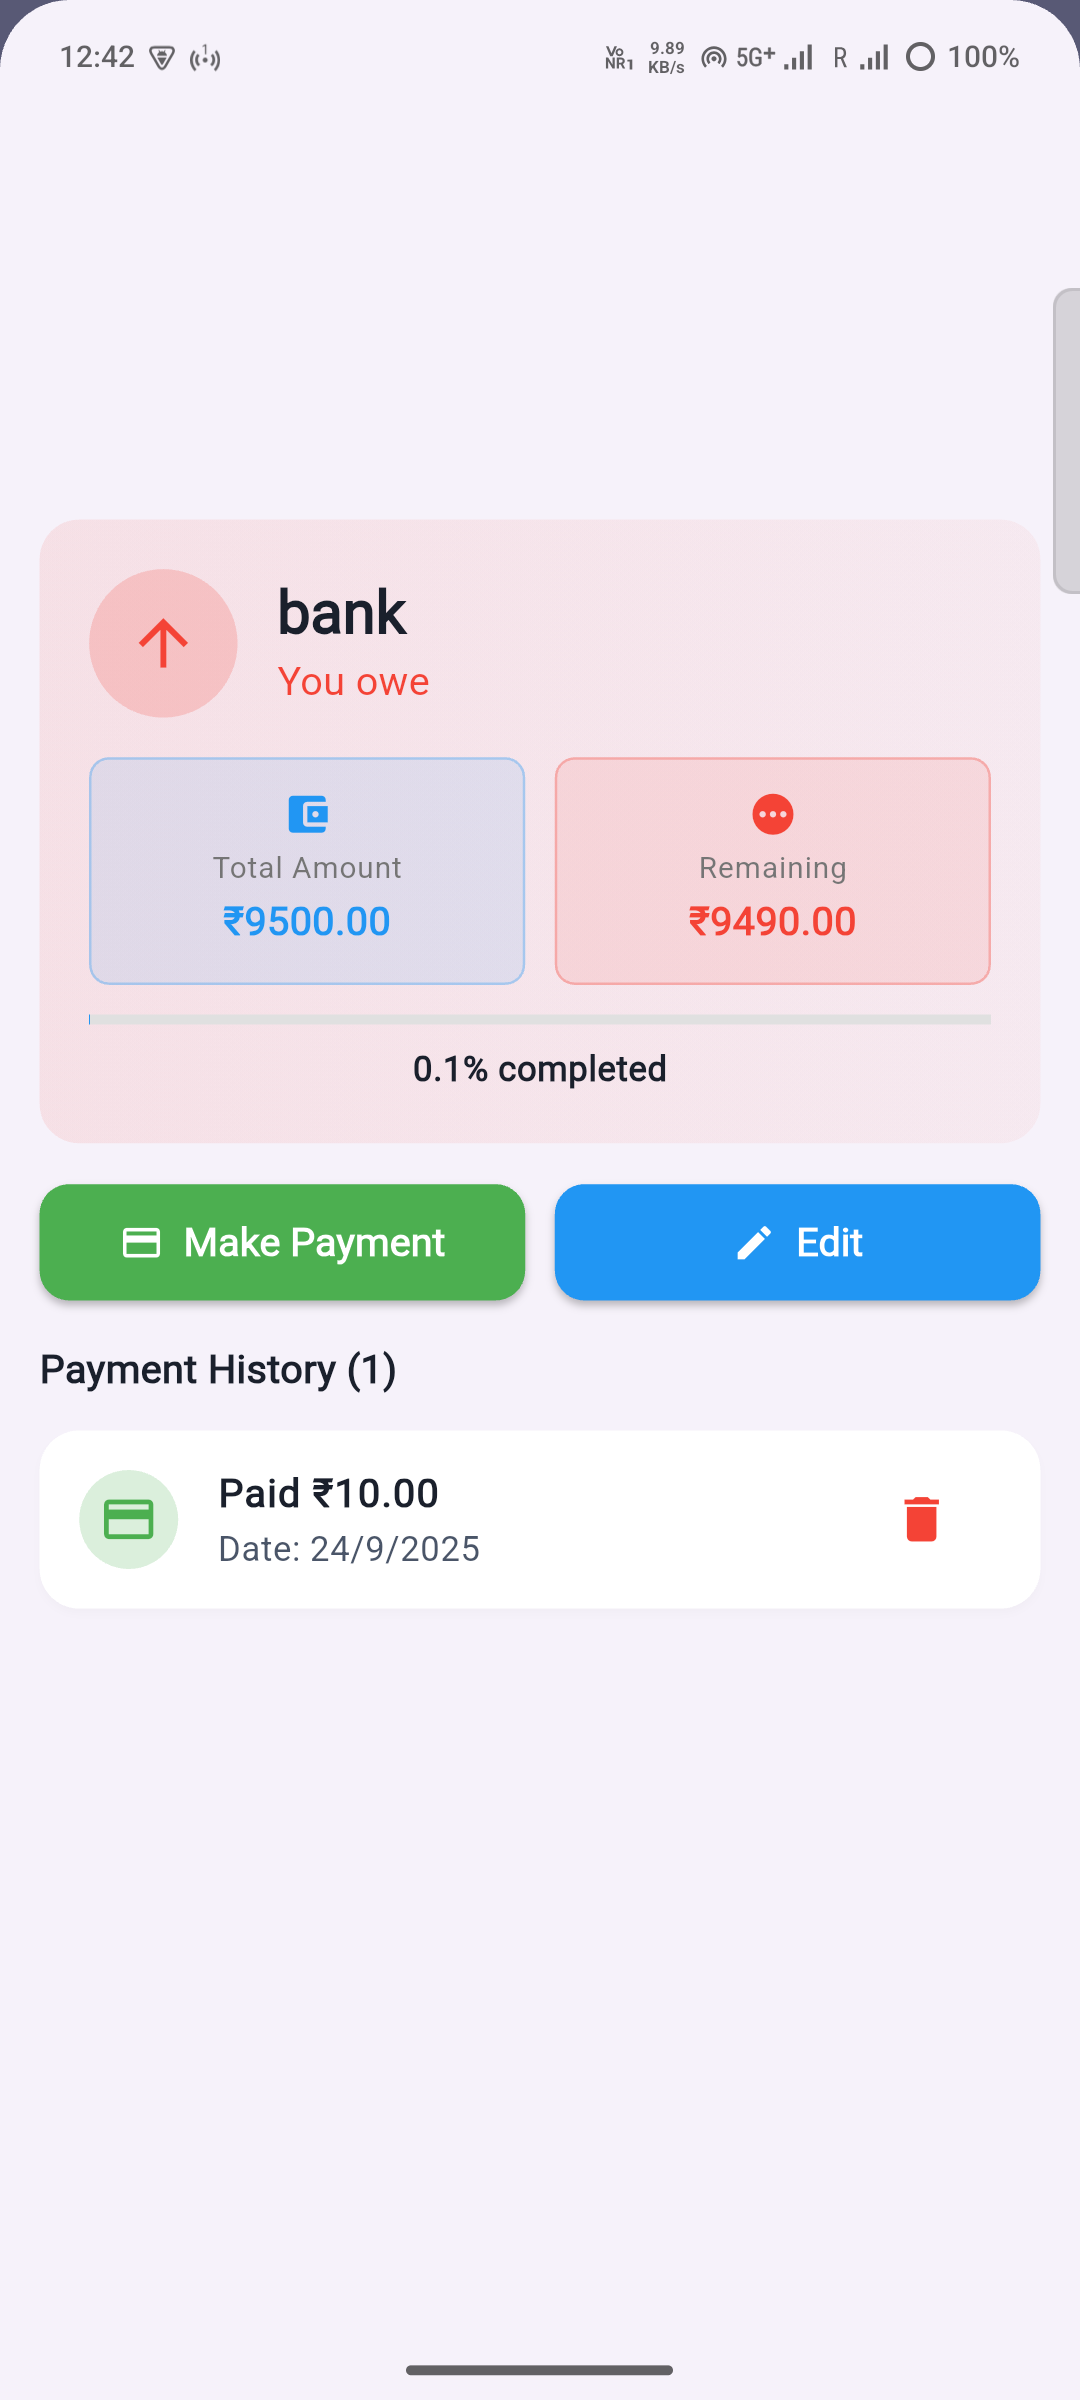 12:42
1
Vo
NR1
9.89
KB/s
5G+
R
100%
bank
You owe
Total Amount
₹9500.00
Remaining
₹9490.00
0.1% completed
Make Payment
Edit
Payment History (1)
Paid ₹10.00
Date: 24/9/2025